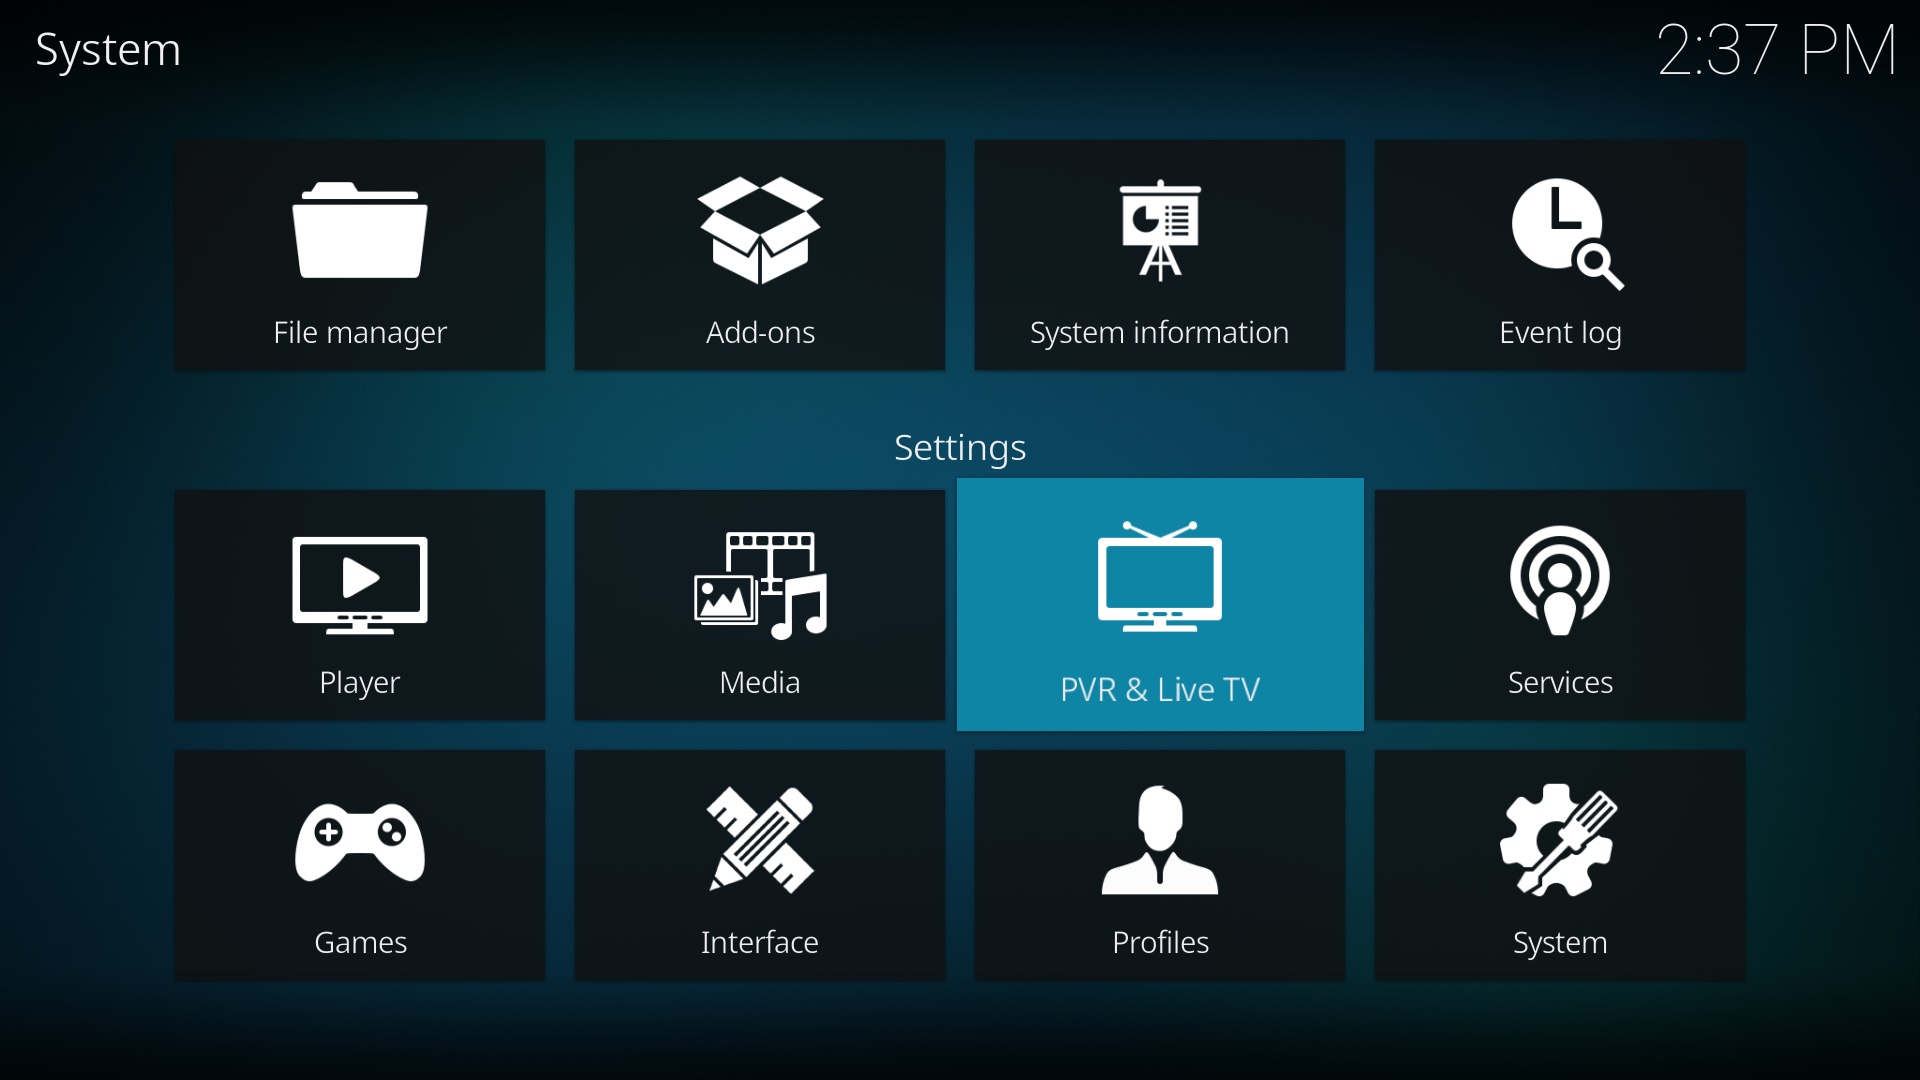 System
2:37 PM
File manager
Add-ons
System information
Event log
Settings
Player
Media
PVR & Live TV
Services
Games
Interface
Profiles
System